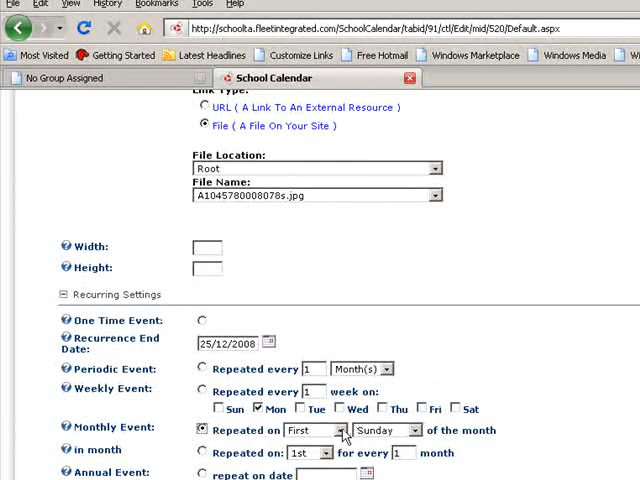 File Edit View History Bookmarks Tools Help
http://schoolta.fleetintegrated.com/SchoolCalendar/tabid/91/ctl/Edit/mid/520/Default.aspx
Most Visited Getting Started Latest Headlines Customize Links Free Hotmail Windows Marketplace Windows Media Wi
No Group Assigned School Calendar
Link Type:
URL ( A Link To An External Resource )
File ( A File On Your Site )
File Location:
Root
File Name:
A1045780008078s.jpg
Width:
Height:
Recurring Settings
One Time Event:
Recurrence End Date: 25/12/2008
Periodic Event: Repeated every 1 Month(s)
Weekly Event: Repeated every 1 week on:
Sun Mon Tue Wed Thu Fri Sat
Monthly Event: Repeated on First Sunday of the month
in month Repeated on: 1st for every 1 month
Annual Event: repeat on date